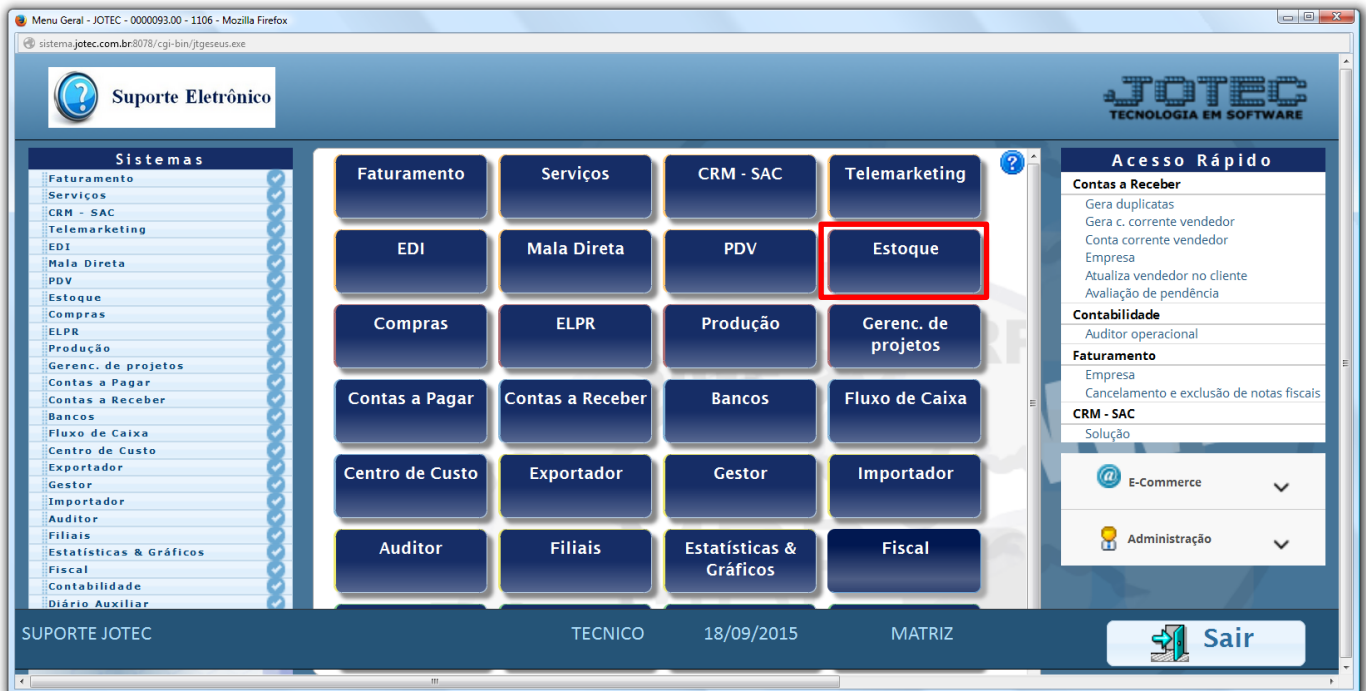 Menu Geral - JOTEC - 0000093.00 - 1106 - Mozilla Firefox
sistema.jotec.com.br:8078/cgi-bin/jtgeseus.exe
Suporte Eletrônico
JOTEC
TECNOLOGIA EM SOFTWARE
Sistemas
Faturamento
Serviços
CRM - SAC
Telemarketing
EDI
Mala Direta
PDV
Estoque
Compras
ELPR
Produção
Gerenc. de projetos
Contas a Pagar
Contas a Receber
Bancos
Fluxo de Caixa
Centro de Custo
Exportador
Gestor
Importador
Auditor
Filiais
Estatísticas & Gráficos
Fiscal
Contabilidade
Diário Auxiliar
Faturamento
Serviços
CRM - SAC
Telemarketing
EDI
Mala Direta
PDV
Estoque
Compras
ELPR
Produção
Gerenc. de
projetos
Contas a Pagar
Contas a Receber
Bancos
Fluxo de Caixa
Centro de Custo
Exportador
Gestor
Importador
Auditor
Filiais
Estatísticas &
Gráficos
Fiscal
Acesso Rápido
Contas a Receber
Gera duplicatas
Gera c. corrente vendedor
Conta corrente vendedor
Empresa
Atualiza vendedor no cliente
Avaliação de pendência
Contabilidade
Auditor operacional
Faturamento
Empresa
Cancelamento e exclusão de notas fiscais
CRM - SAC
Solução
E-Commerce
Administração
SUPORTE JOTEC
TECNICO
18/09/2015
MATRIZ
Sair